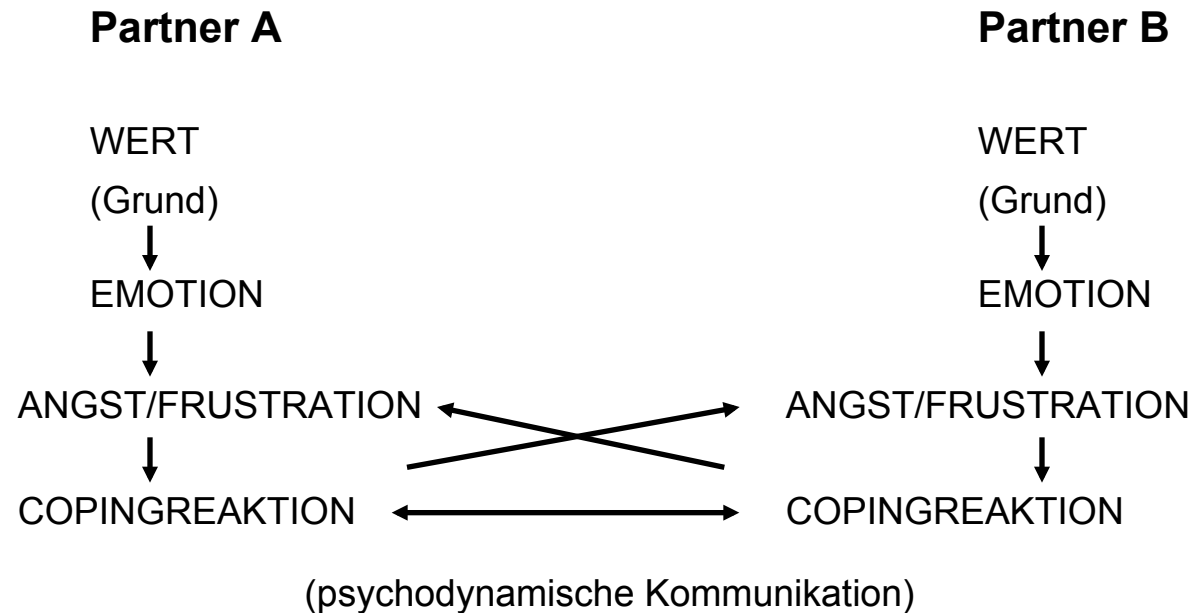 Partner A Partner B
WERT WERT
(Grund) (Grund)
EMOTION EMOTION
ANGST/FRUSTRATION ANGST/FRUSTRATION
COPINGREAKTION COPINGREAKTION
(psychodynamische Kommunikation)